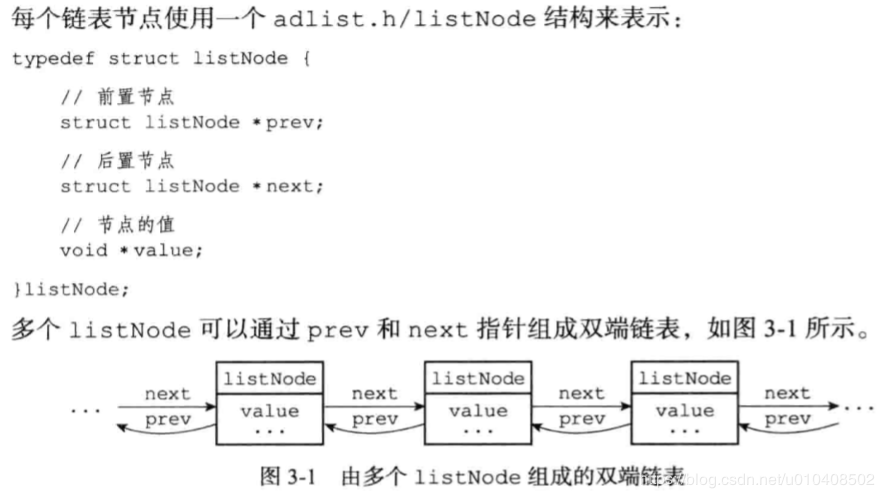 每个链表节点使用一个 adlist.h/listNode 结构来表示：
typedef struct listNode {
// 前置节点
struct listNode *prev;
// 后置节点
struct listNode *next;
// 节点的值
void *value;
}listNode;
多个 listNode 可以通过 prev 和 next 指针组成双端链表，如图 3-1 所示。
listNode listNode listNode
next next next next
... value value value ...
prev prev prev prev
... ... ...
图 3-1 由多个 listNode 组成的双端链表
blog.csdn.net/u010408502